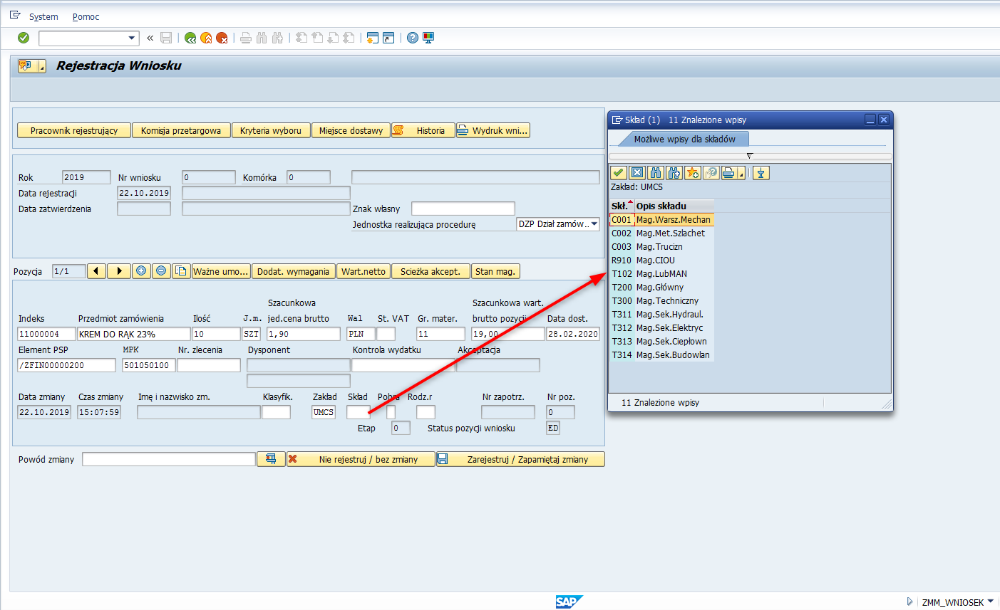 System Pomoc
Rejestracja Wniosku
Pracownik rejestrujący Komisja przetargowa Kryteria wyboru Miejsce dostawy Historia Wydruk wni...
Rok 2019 Nr wniosku 0 Komórka 0
Data rejestracji 22.10.2019
Data zatwierdzenia Znak własny
Jednostka realizująca procedurę DZP Dział zamów...
Pozycja 1/1 Ważne umo... Dodat. wymagania Wart.netto Scieżka akcept. Stan mag.
Szacunkowa Szacunkowa wart.
Indeks Przedmiot zamówienia Ilość J.m. jed.cena brutto Wal St. VAT Gr. mater. brutto pozycji Data dost.
11000004 KREM DO RĄK 23% 10 SZT 1,90 PLN 11 19,00 28.02.2020
Element PSP MPK Nr. zlecenia Dysponent Kontrola wydatku Akceptacja
/ZFIN00000200 501050100
Data zmiany Czas zmiany Imę i nazwisko zm. Klasyfik. Zakład Skład Rodz.r Nr zapotrz. Nr poz.
22.10.2019 15:07:59 UMCS 0
Etap 0 Status pozycji wniosku ED
Powód zmiany Nie rejestruj / bez zmiany Zarejestruj / Zapamiętaj zmiany
Skład (1) 11 Znalezione wpisy
Możliwe wpisy dla składów
Zakład: UMCS
Skł. Opis składu
C001 Mag.Warsz.Mechan
C002 Mag.Met.Szlachet
C003 Mag.Trucizn
R910 Mag.CIOU
T102 Mag.LubMAN
T200 Mag.Główny
T300 Mag.Techniczny
T311 Mag.Sek.Hydraul.
T312 Mag.Sek.Elektryc
T313 Mag.Sek.Ciepłown
T314 Mag.Sek.Budowlan
11 Znalezione wpisy
SAP ZMM_WNIOSEK